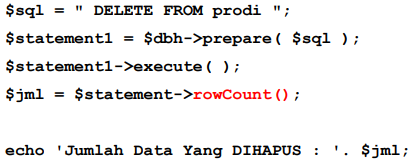 $sql = " DELETE FROM prodi ";
$statement1 = $dbh->prepare( $sql );
$statement1->execute( );
$jml = $statement->rowCount();
echo 'Jumlah Data Yang DIHAPUS : '. $jml;